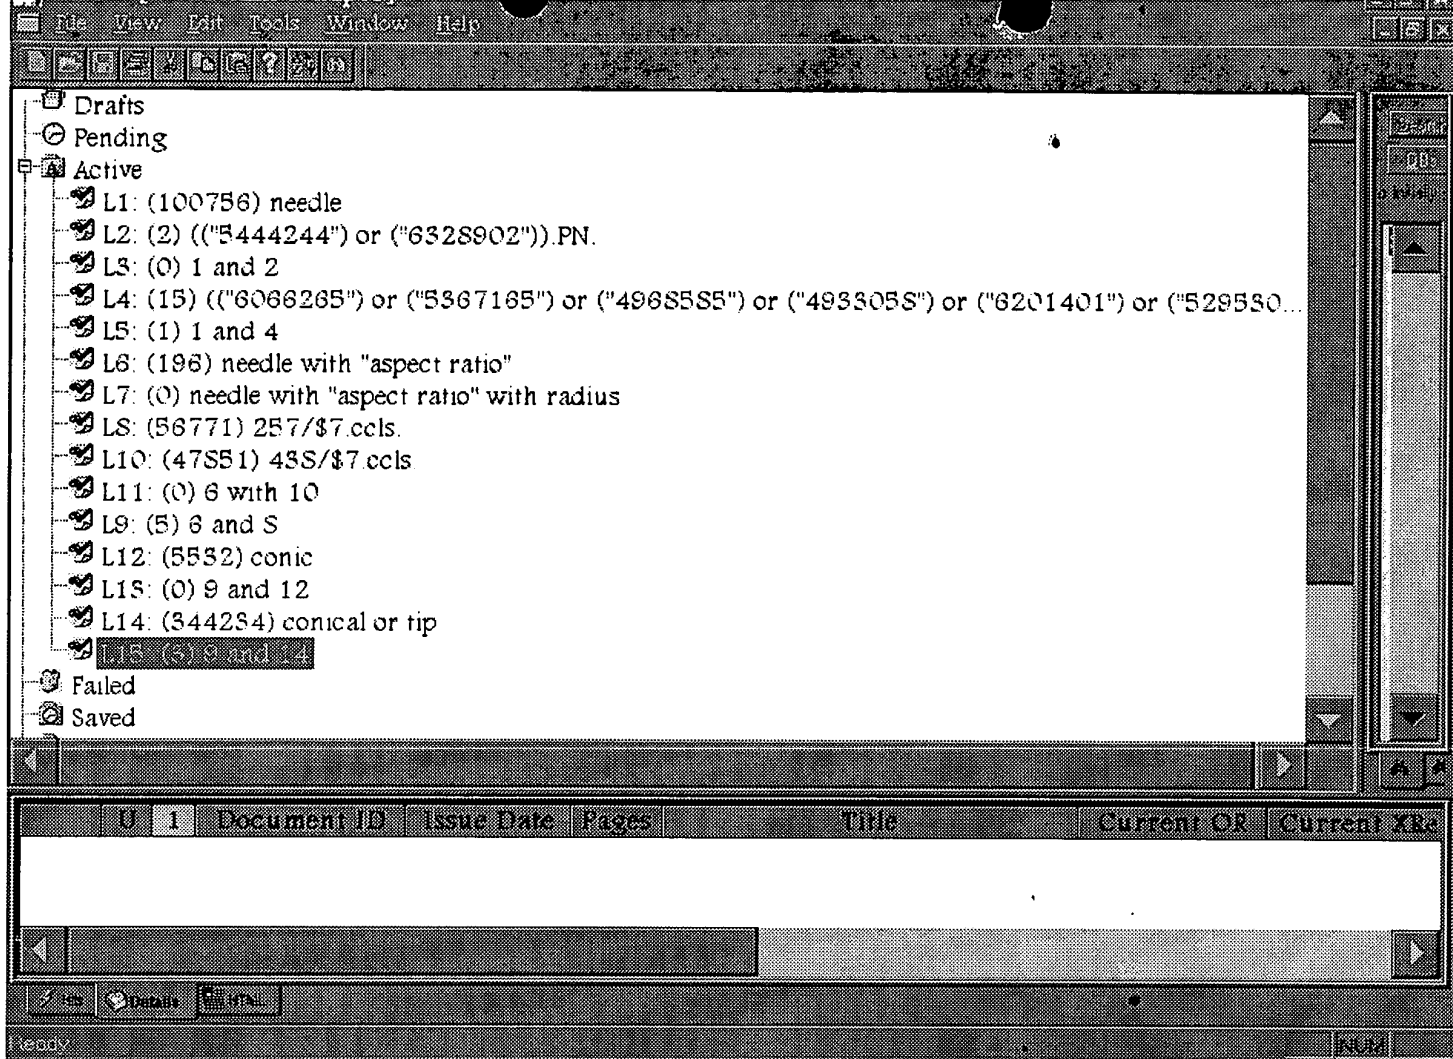 File View Edit Tools Window Help
Drafts
Pending
Active
L1: (100756) needle
L2: (2) (("5444244") or ("6328902")).PN.
L3: (0) 1 and 2
L4: (15) (("6066265") or ("5367165") or ("4968585") or ("4933058") or ("6201401") or ("529530...
L5: (1) 1 and 4
L6: (196) needle with "aspect ratio"
L7: (0) needle with "aspect ratio" with radius
L8: (56771) 257/$7.ccls.
L10: (47851) 438/$7.ccls
L11: (0) 6 with 10
L9: (5) 6 and 8
L12: (5532) conic
L13: (0) 9 and 12
L14: (344234) conical or tip
L15: 9 and 14
Failed
Saved
U 1 Document ID Issue Date Pages Title Current OR Current XRe
Hits Details HTML
Ready NUM